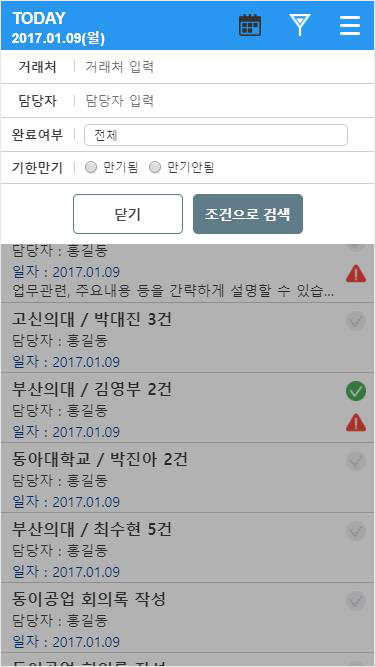 TODAY
2017.01.09(월)
거래처 거래처 입력
담당자 담당자 입력
완료여부 전체
기한만기 만기됨 만기안됨
닫기 조건으로 검색
담당자 : 홍길동
일자 : 2017.01.09
업무관련, 주요내용 등을 간략하게 설명할 수 있습...
고신의대 / 박대진 3건
담당자 : 홍길동
일자 : 2017.01.09
부산의대 / 김영부 2건
담당자 : 홍길동
일자 : 2017.01.09
동아대학교 / 박진아 2건
담당자 : 홍길동
일자 : 2017.01.09
부산의대 / 최수현 5건
담당자 : 홍길동
일자 : 2017.01.09
동이공업 회의록 작성
담당자 : 홍길동
일자 : 2017.01.09
동이공업 회의록 작성